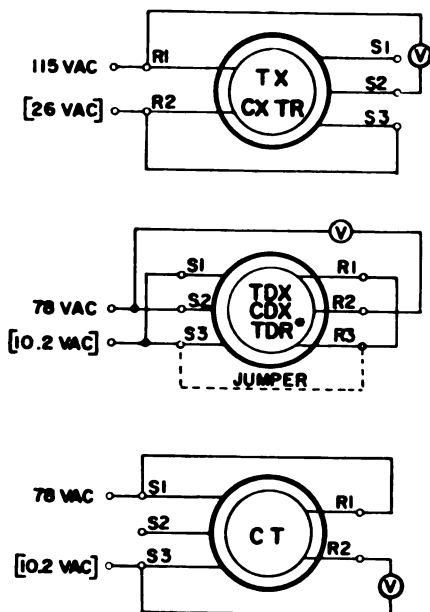 S1
115 VAC R1 TX V
S2
[26 VAC] R2 CX TR
S3
V
S1 R1
TDX
78 VAC S2 CDX R2
TDR*
[10.2 VAC] S3 R3
JUMPER
78 VAC S1
R1
S2 CT
R2
[10.2 VAC] S3
V